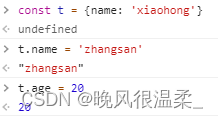 > const t = {name: 'xiaohong'}
< undefined
> t.name = 'zhangsan'
< "zhangsan"
> t.age = 20
< 20
CSDN @晚风很温柔_